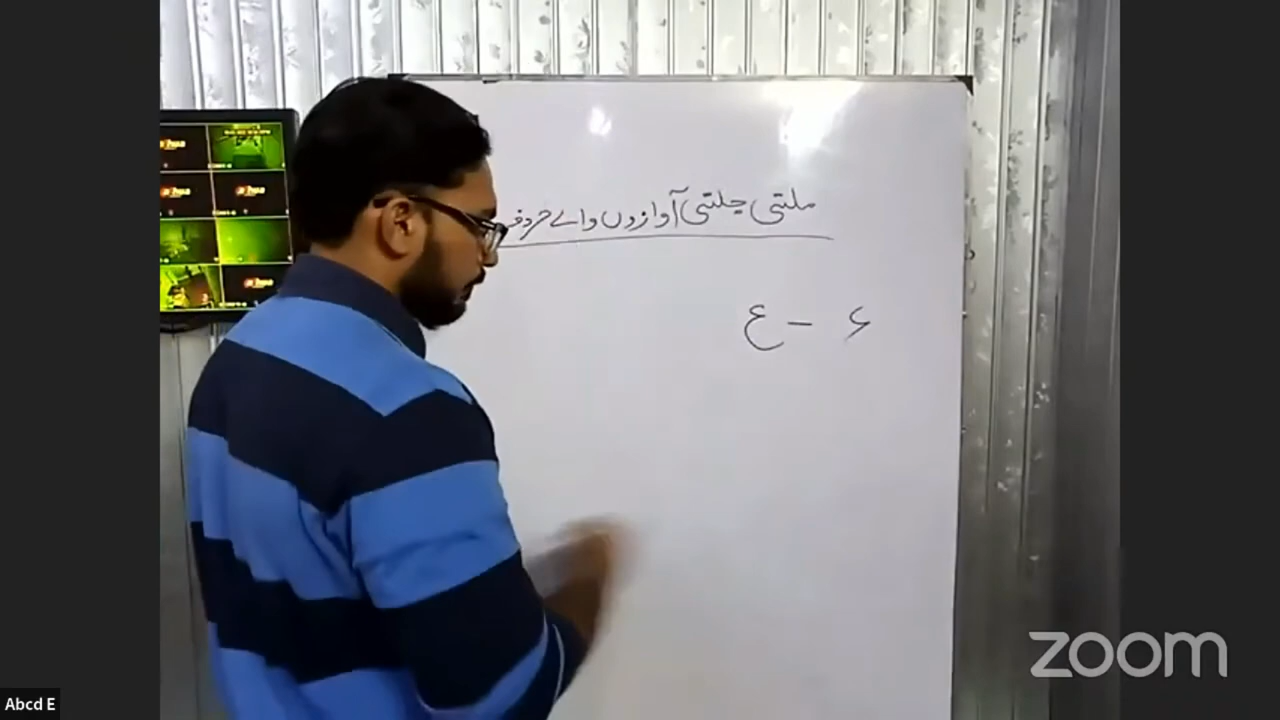 ملتی جلتی آوازوں والے حروف
ء - ع
zoom
Abcd E